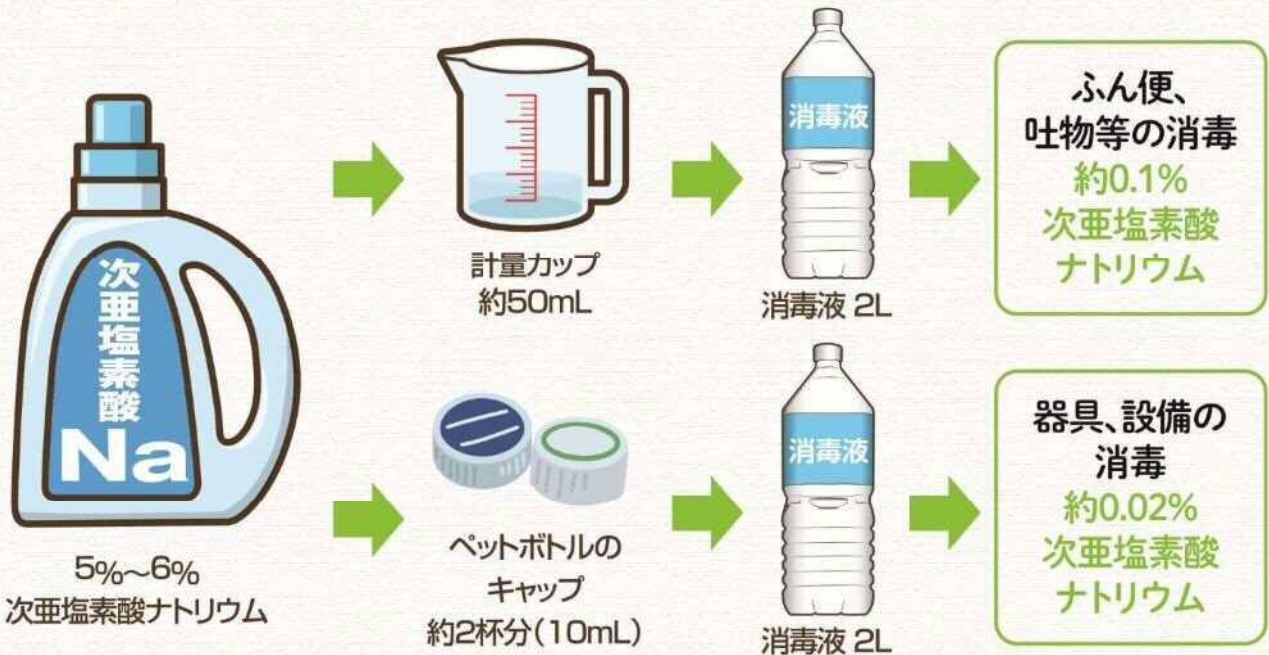 次亜塩素酸
Na
5%～6%
次亜塩素酸ナトリウム
計量カップ
約50mL
消毒液
消毒液 2L
ふん便、
吐物等の消毒
約0.1%
次亜塩素酸
ナトリウム
ペットボトルの
キャップ
約2杯分(10mL)
消毒液
消毒液 2L
器具、設備の
消毒
約0.02%
次亜塩素酸
ナトリウム